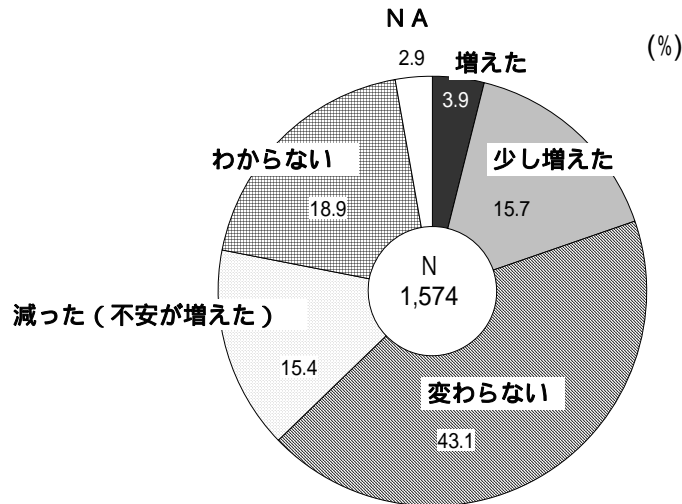 ＮＡ
(%)
2.9
増えた
3.9
わからない
少し増えた
18.9
15.7
N
1,574
減った（不安が増えた）
15.4
変わらない
43.1